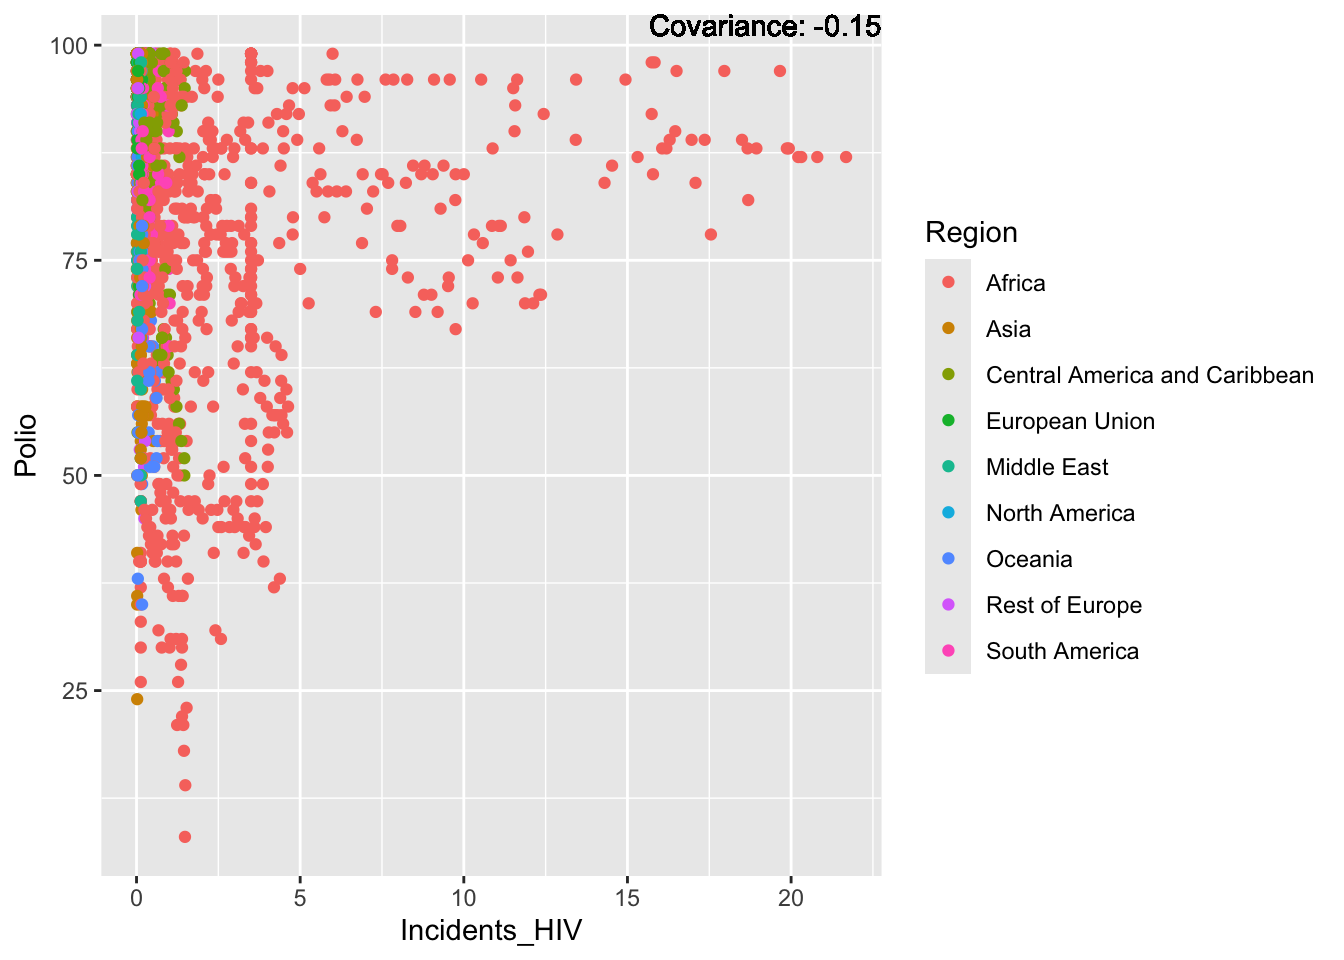 Covariance: -0.15
100
75
50
25
Polio
0 5 10 15 20
Incidents_HIV
Region
Africa
Asia
Central America and Caribbean
European Union
Middle East
North America
Oceania
Rest of Europe
South America